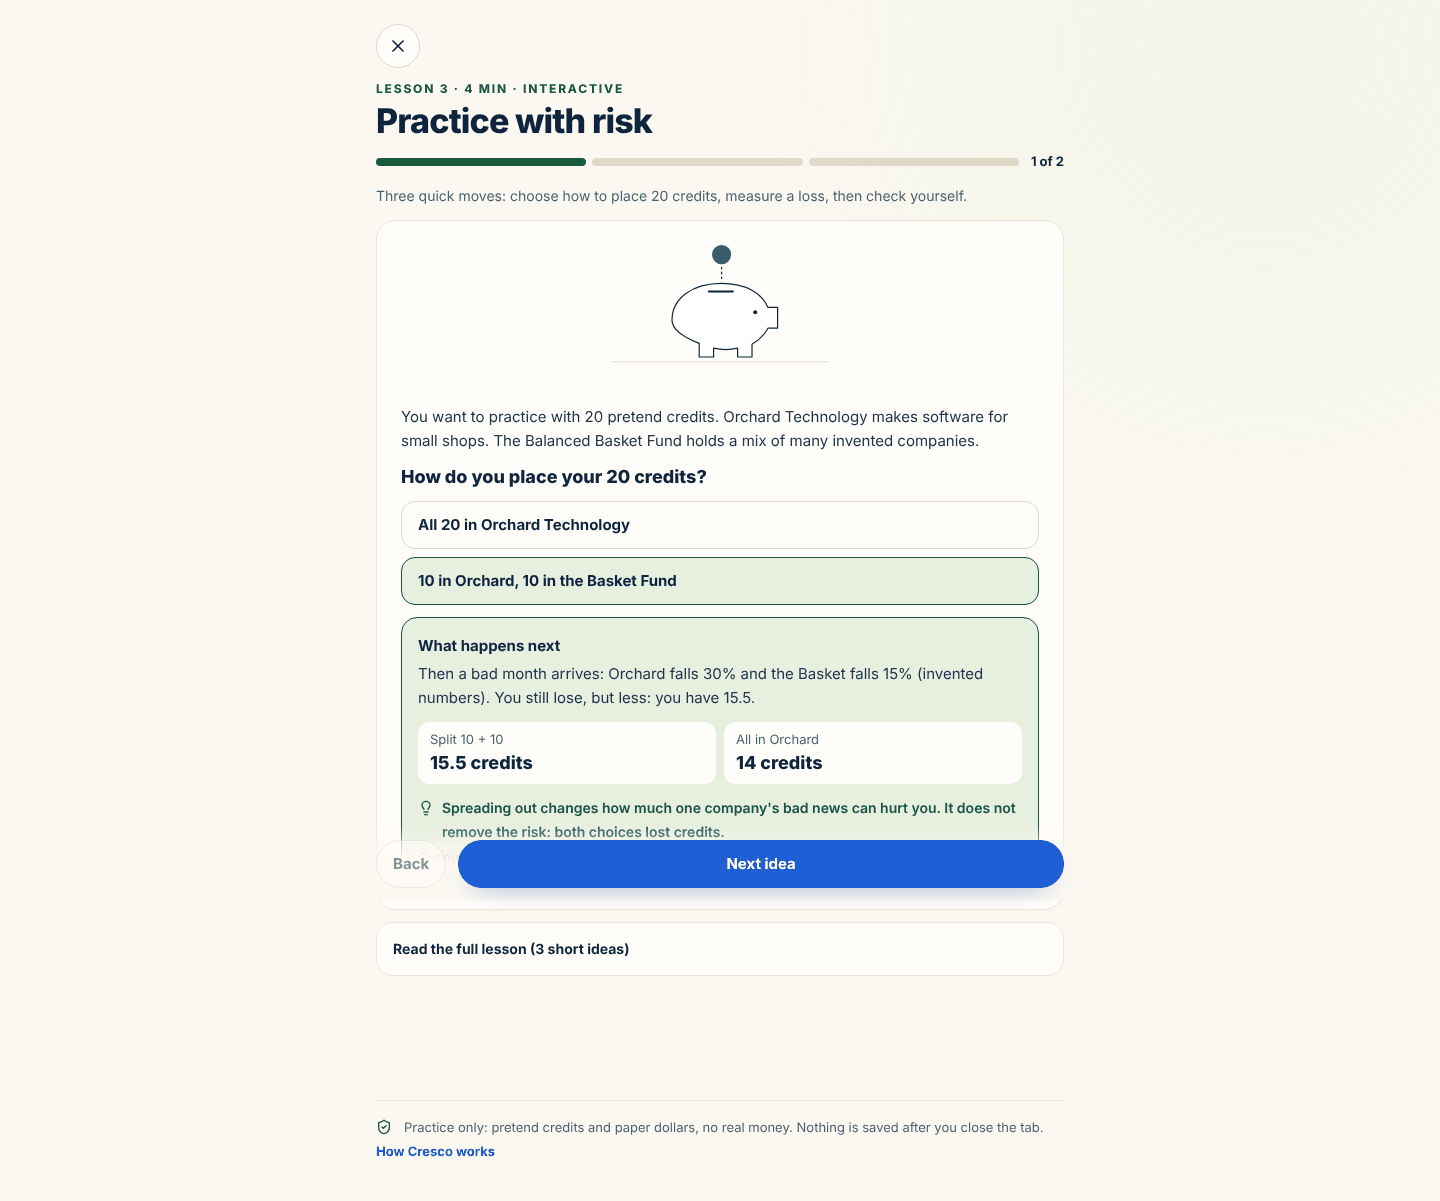 LESSON 3 · 4 MIN · INTERACTIVE
Practice with risk
1 of 2
Three quick moves: choose how to place 20 credits, measure a loss, then check yourself.
You want to practice with 20 pretend credits. Orchard Technology makes software for
small shops. The Balanced Basket Fund holds a mix of many invented companies.
How do you place your 20 credits?
All 20 in Orchard Technology
10 in Orchard, 10 in the Basket Fund
What happens next
Then a bad month arrives: Orchard falls 30% and the Basket falls 15% (invented
numbers). You still lose, but less: you have 15.5.
Split 10 + 10
15.5 credits
All in Orchard
14 credits
Spreading out changes how much one company's bad news can hurt you. It does not
remove the risk: both choices lost credits.
Back
Next idea
Read the full lesson (3 short ideas)
Practice only: pretend credits and paper dollars, no real money. Nothing is saved after you close the tab.
How Cresco works